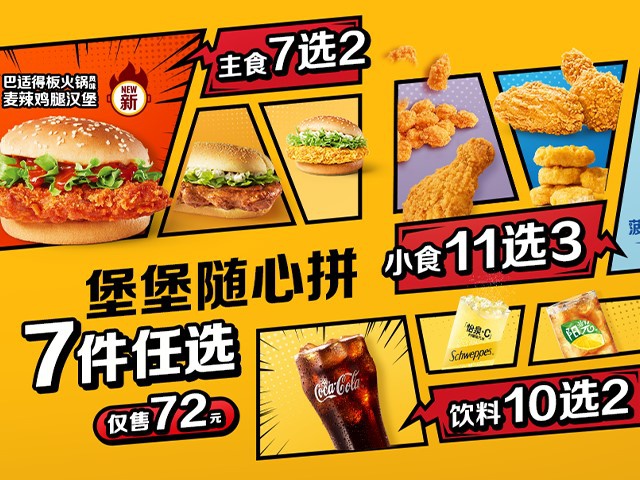 巴适得板火锅风味
麦辣鸡腿汉堡
NEW
新
主食7选2
小食11选3
菠
堡堡随心拼
7件任选
仅售72元
Coca-Cola
怡泉+C
Schweppes
阳光
饮料10选2